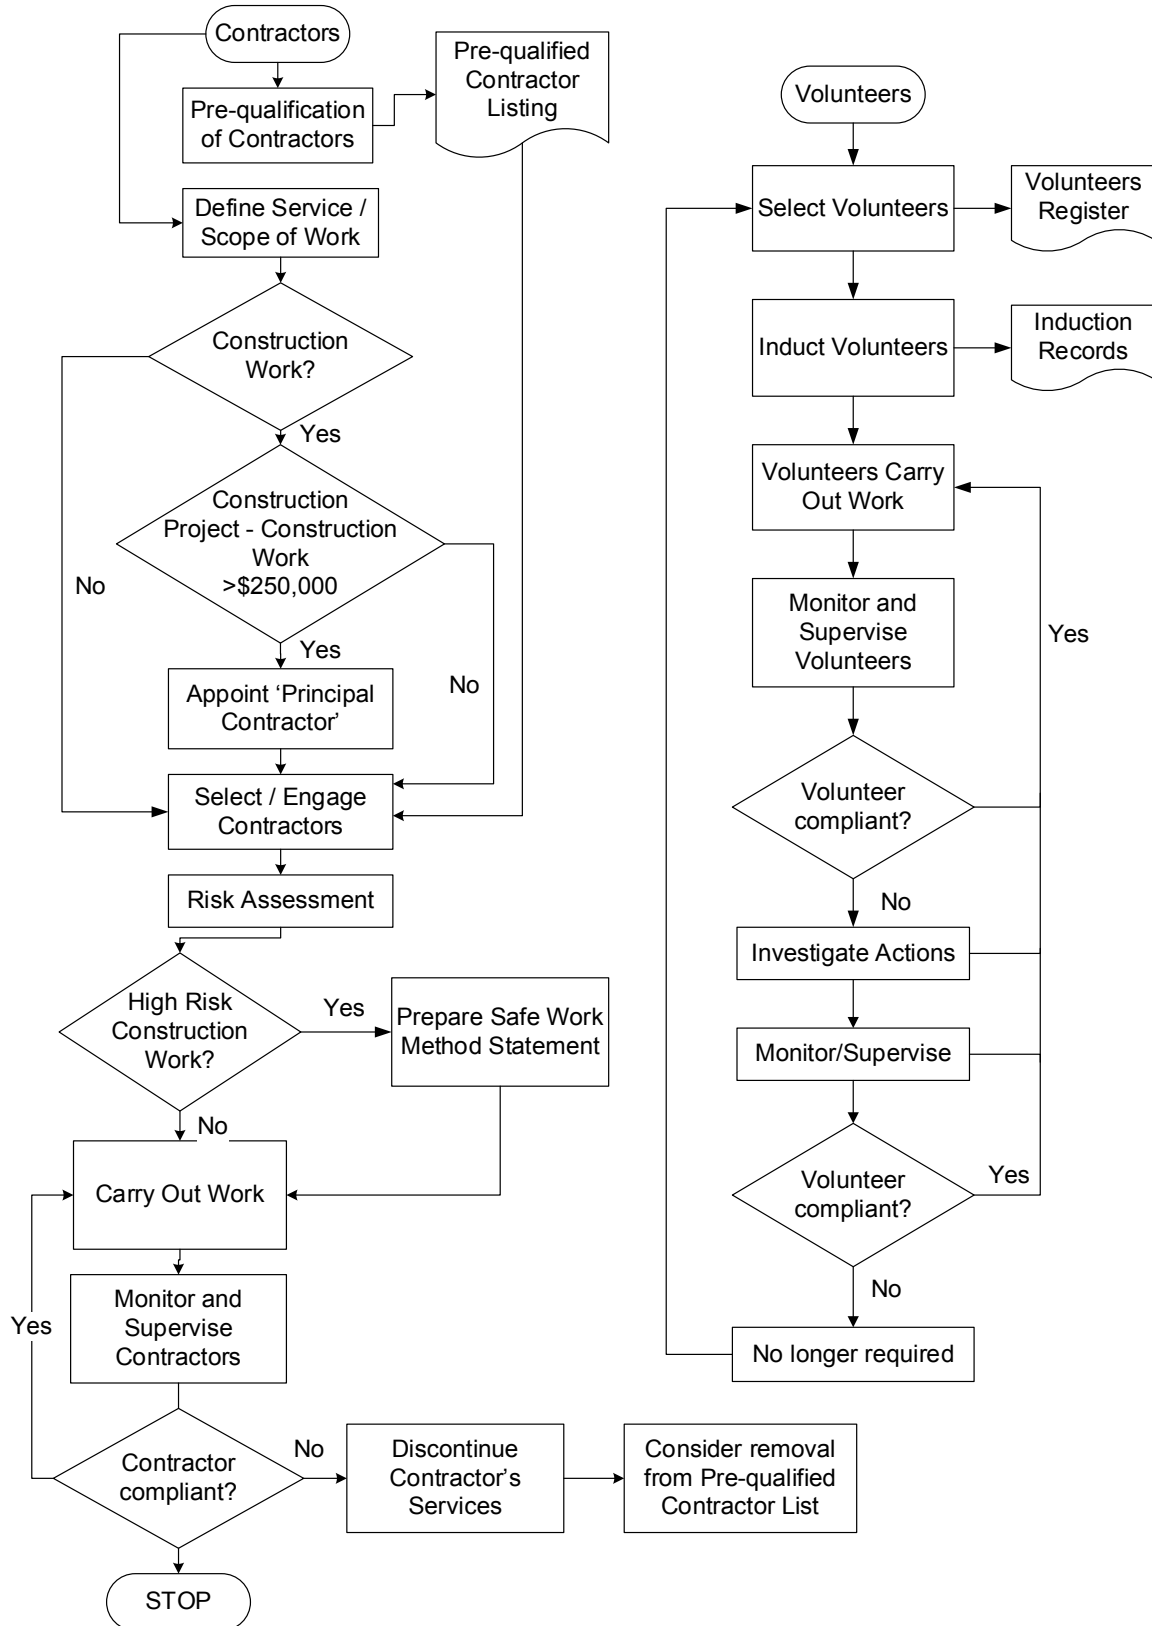 Contractors
Pre-qualification
of Contractors
Pre-qualified
Contractor
Listing
Define Service /
Scope of Work
Construction
Work?
Yes
No
Construction
Project - Construction
Work
>$250,000
Yes
No
Appoint ‘Principal
Contractor’
Select / Engage
Contractors
Risk Assessment
High Risk
Construction
Work?
Yes
Prepare Safe Work
Method Statement
No
Carry Out Work
Monitor and
Supervise
Contractors
Yes
Contractor
compliant?
No
Discontinue
Contractor’s
Services
Consider removal
from Pre-qualified
Contractor List
STOP
Volunteers
Select Volunteers
Volunteers
Register
Induct Volunteers
Induction
Records
Volunteers Carry
Out Work
Monitor and
Supervise
Volunteers
Yes
Volunteer
compliant?
No
Investigate Actions
Monitor/Supervise
Volunteer
compliant?
Yes
No
No longer required